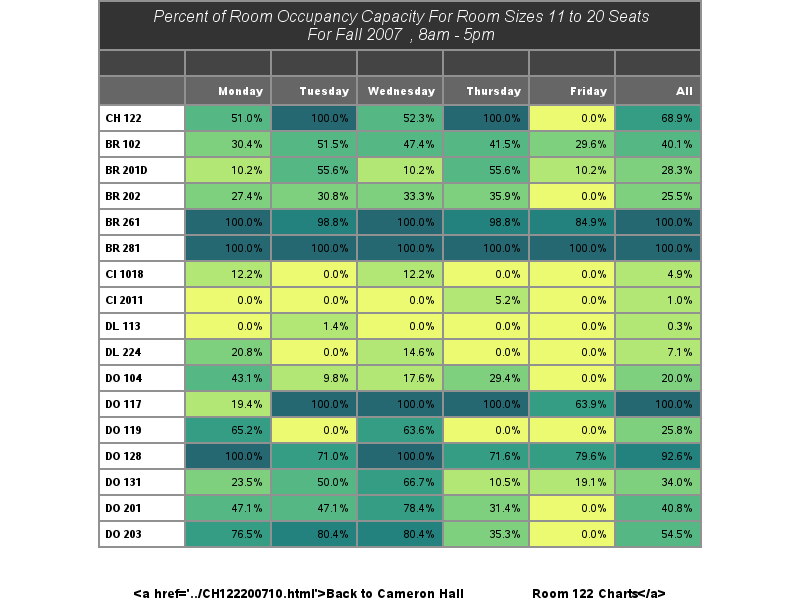 Percent of Room Occupancy Capacity For Room Sizes 11 to 20 Seats
For Fall 2007 , 8am - 5pm
Monday Tuesday Wednesday Thursday Friday All
CH 122 51.0% 100.0% 52.3% 100.0% 0.0% 68.9%
BR 102 30.4% 51.5% 47.4% 41.5% 29.6% 40.1%
BR 201D 10.2% 55.6% 10.2% 55.6% 10.2% 28.3%
BR 202 27.4% 30.8% 33.3% 35.9% 0.0% 25.5%
BR 261 100.0% 98.8% 100.0% 98.8% 84.9% 100.0%
BR 281 100.0% 100.0% 100.0% 100.0% 100.0% 100.0%
CI 1018 12.2% 0.0% 12.2% 0.0% 0.0% 4.9%
CI 2011 0.0% 0.0% 0.0% 5.2% 0.0% 1.0%
DL 113 0.0% 1.4% 0.0% 0.0% 0.0% 0.3%
DL 224 20.8% 0.0% 14.6% 0.0% 0.0% 7.1%
DO 104 43.1% 9.8% 17.6% 29.4% 0.0% 20.0%
DO 117 19.4% 100.0% 100.0% 100.0% 63.9% 100.0%
DO 119 65.2% 0.0% 63.6% 0.0% 0.0% 25.8%
DO 128 100.0% 71.0% 100.0% 71.6% 79.6% 92.6%
DO 131 23.5% 50.0% 66.7% 10.5% 19.1% 34.0%
DO 201 47.1% 47.1% 78.4% 31.4% 0.0% 40.8%
DO 203 76.5% 80.4% 80.4% 35.3% 0.0% 54.5%
<a href='../CH122200710.html'>Back to Cameron Hall Room 122 Charts</a>